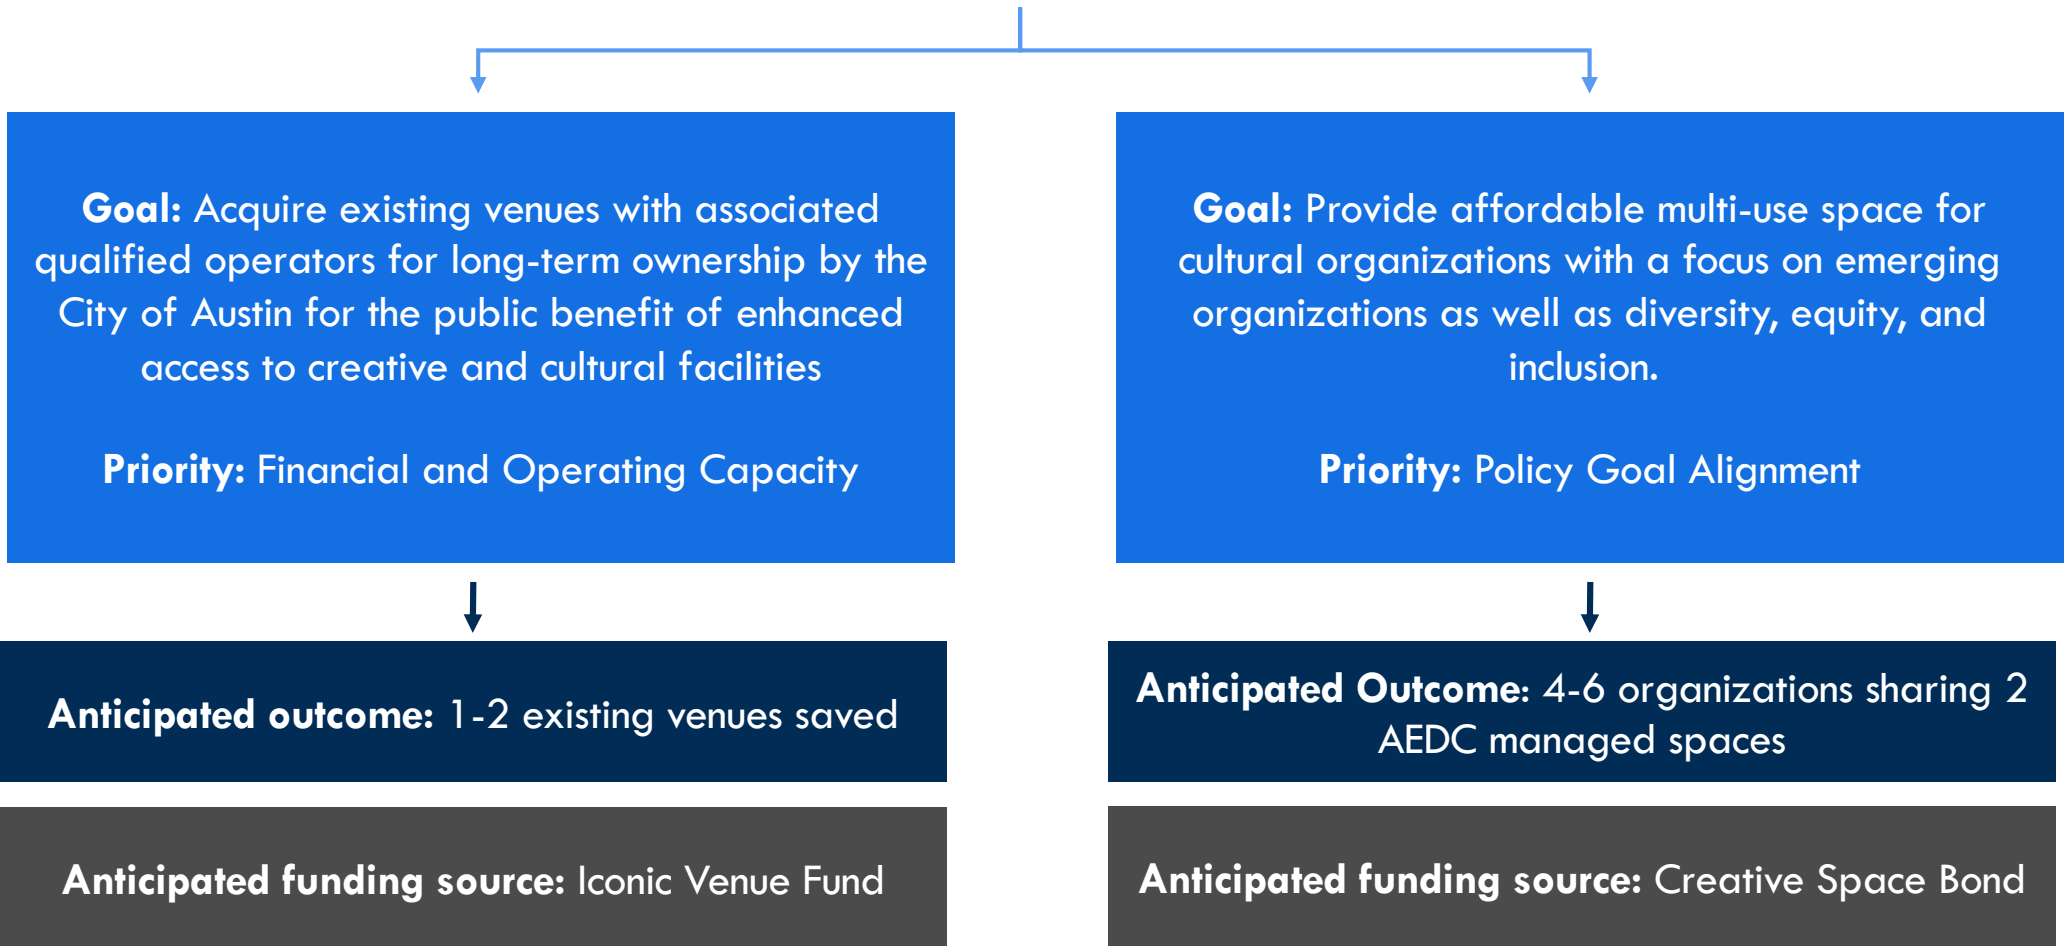 Goal: Acquire existing venues with associated
qualified operators for long-term ownership by the
City of Austin for the public benefit of enhanced
access to creative and cultural facilities
Priority: Financial and Operating Capacity
Anticipated outcome: 1-2 existing venues saved
Anticipated funding source: Iconic Venue Fund
Goal: Provide affordable multi-use space for
cultural organizations with a focus on emerging
organizations as well as diversity, equity, and
inclusion.
Priority: Policy Goal Alignment
Anticipated Outcome: 4-6 organizations sharing 2
AEDC managed spaces
Anticipated funding source: Creative Space Bond